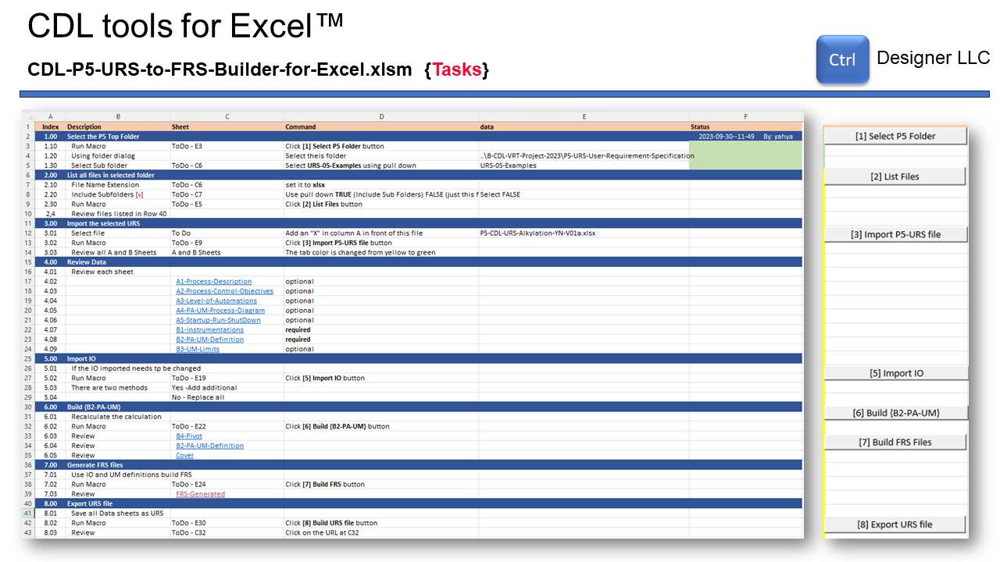 CDL tools for Excel™
CDL-P5-URS-to-FRS-Builder-for-Excel.xlsm {Tasks}
Ctrl
Designer LLC
A B C D E F
1 Index Description Sheet Command data Status
2 1.00 Select the P5 Top Folder 2023-09-30--11-49 By: yahya
3 1.10 Run Macro ToDo - E3 Click [1] Select P5 Folder button
4 1.20 Using folder dialog Select theis folder ..\B-CDL-VRT-Project-2023\P5-URS-User-Requirement-Specification
5 1.30 Select Sub folder ToDo - C6 Select URS-05-Examples using pull down URS-05-Examples
6 2.00 List all files in selected folder
7 2.10 File Name Extension ToDo - C6 set it to xlsx
8 2.20 Include Subfolders [v] ToDo - C7 Use pull down TRUE (Include Sub Folders) FALSE (just this f Select FALSE
9 2.30 Run Macro ToDo - E5 Click [2] List Files button
10 2,4 Review files listed in Row 40
11 3.00 Import the selected URS
12 3.01 Select file To Do Add an "X" in column A in front of this file P5-CDL-URS-Alkylation-YN-V01a.xlsx
13 3.02 Run Macro ToDo - E9 Click [3] Import P5-URS file button
14 3.03 Review all A and B Sheets A and B Sheets The tab color is changed from yellow to green
15 4.00 Review Data
16 4.01 Review each sheet
17 4.02 A1-Process-Description optional
18 4.03 A2-Process-Control-Objectives optional
19 4.04 A3-Level-of-Automations optional
20 4.05 A4-PA-UM-Process-Diagram optional
21 4.06 A5-Startup-Run-ShutDown optional
22 4.07 B1-Instrumentations required
23 4.08 B2-PA-UM-Definition required
24 4.09 B3-UM-Limits optional
25 5.00 Import IO
26 5.01 If the IO imported needs tp be changed
27 5.02 Run Macro ToDo - E19 Click [5] Import IO button
28 5.03 There are two methods Yes -Add additional
29 5.04 No - Replace all
30 6.00 Build {B2-PA-UM}
31 6.01 Recalculate the calculation
32 6.02 Run Macro ToDo - E22 Click [6] Build {B2-PA-UM} button
33 6.03 Review B4-Pivot
34 6.04 Review B2-PA-UM-Definition
35 6.05 Review Cover
36 7.00 Generate FRS files
37 7.01 Use IO and UM definitions build FRS
38 7.02 Run Macro ToDo - E24 Click [7] Build FRS button
39 7.03 Review FRS-Generated
40 8.00 Export URS file
41 8.01 Save all Data sheets as URS
42 8.02 Run Macro ToDo - E30 Click [8] Build URS file button
43 8.03 Review ToDo - C32 Click on the URL at C32
[1] Select P5 Folder
[2] List Files
[3] Import P5-URS file
[5] Import IO
[6] Build {B2-PA-UM}
[7] Build FRS Files
[8] Export URS file